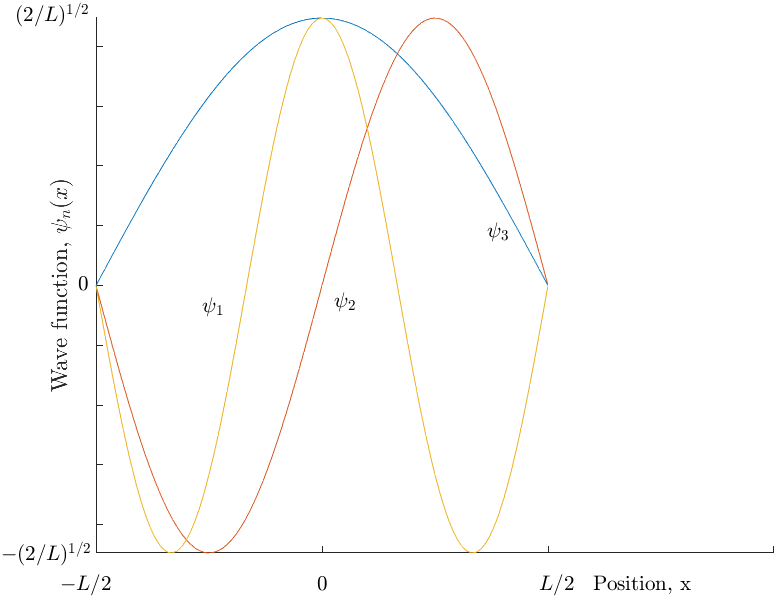 (2/L)^{1/2}
Wave function, ψ_n(x)
ψ_3
0
ψ_1
ψ_2
−(2/L)^{1/2}
−L/2
0
L/2
Position, x